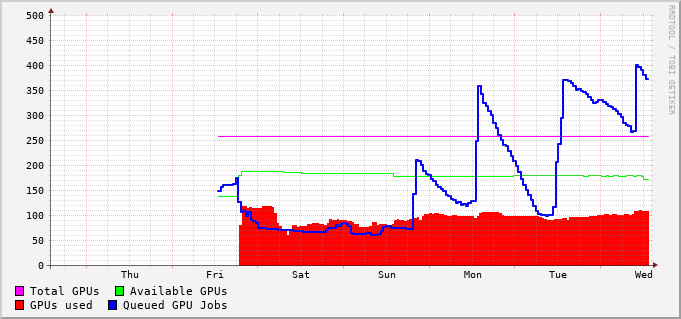 500
450
400
350
300
250
200
150
100
50
0
Thu Fri Sat Sun Mon Tue Wed
Total GPUs Available GPUs
GPUs used Queued GPU Jobs
RRDTOOL / TOBI OETIKER